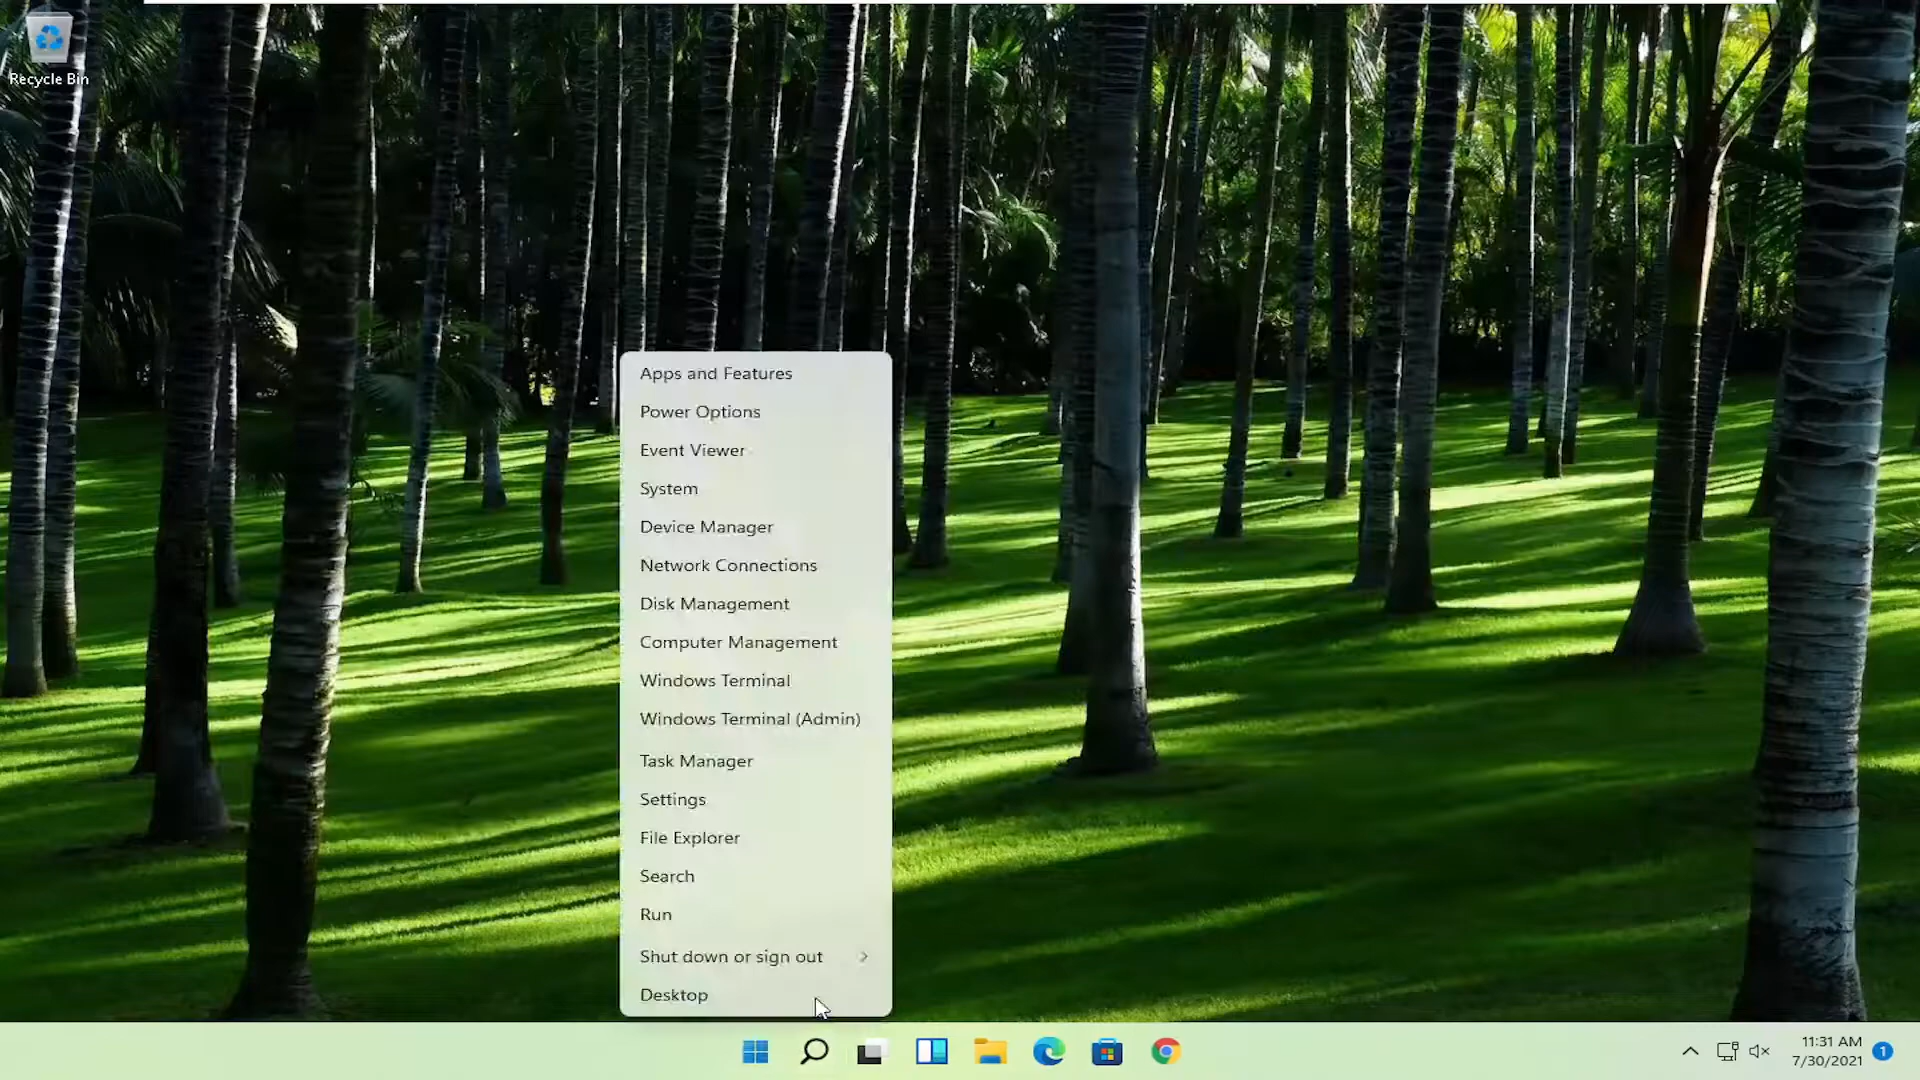 Recycle Bin
Apps and Features
Power Options
Event Viewer
System
Device Manager
Network Connections
Disk Management
Computer Management
Windows Terminal
Windows Terminal (Admin)
Task Manager
Settings
File Explorer
Search
Run
Shut down or sign out
Desktop
11:31 AM
7/30/2021
1